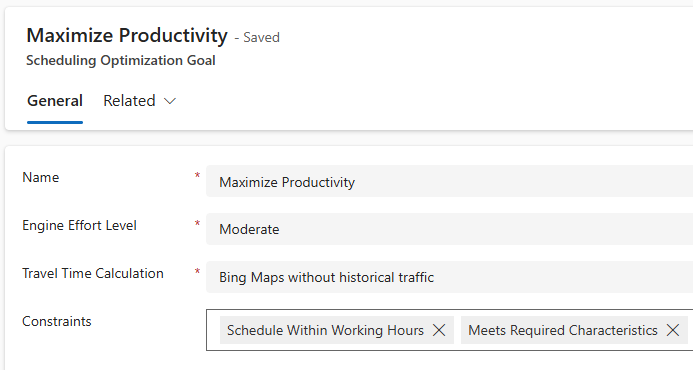 Maximize Productivity - Saved
Scheduling Optimization Goal
General Related
Name * Maximize Productivity
Engine Effort Level * Moderate
Travel Time Calculation * Bing Maps without historical traffic
Constraints Schedule Within Working Hours Meets Required Characteristics